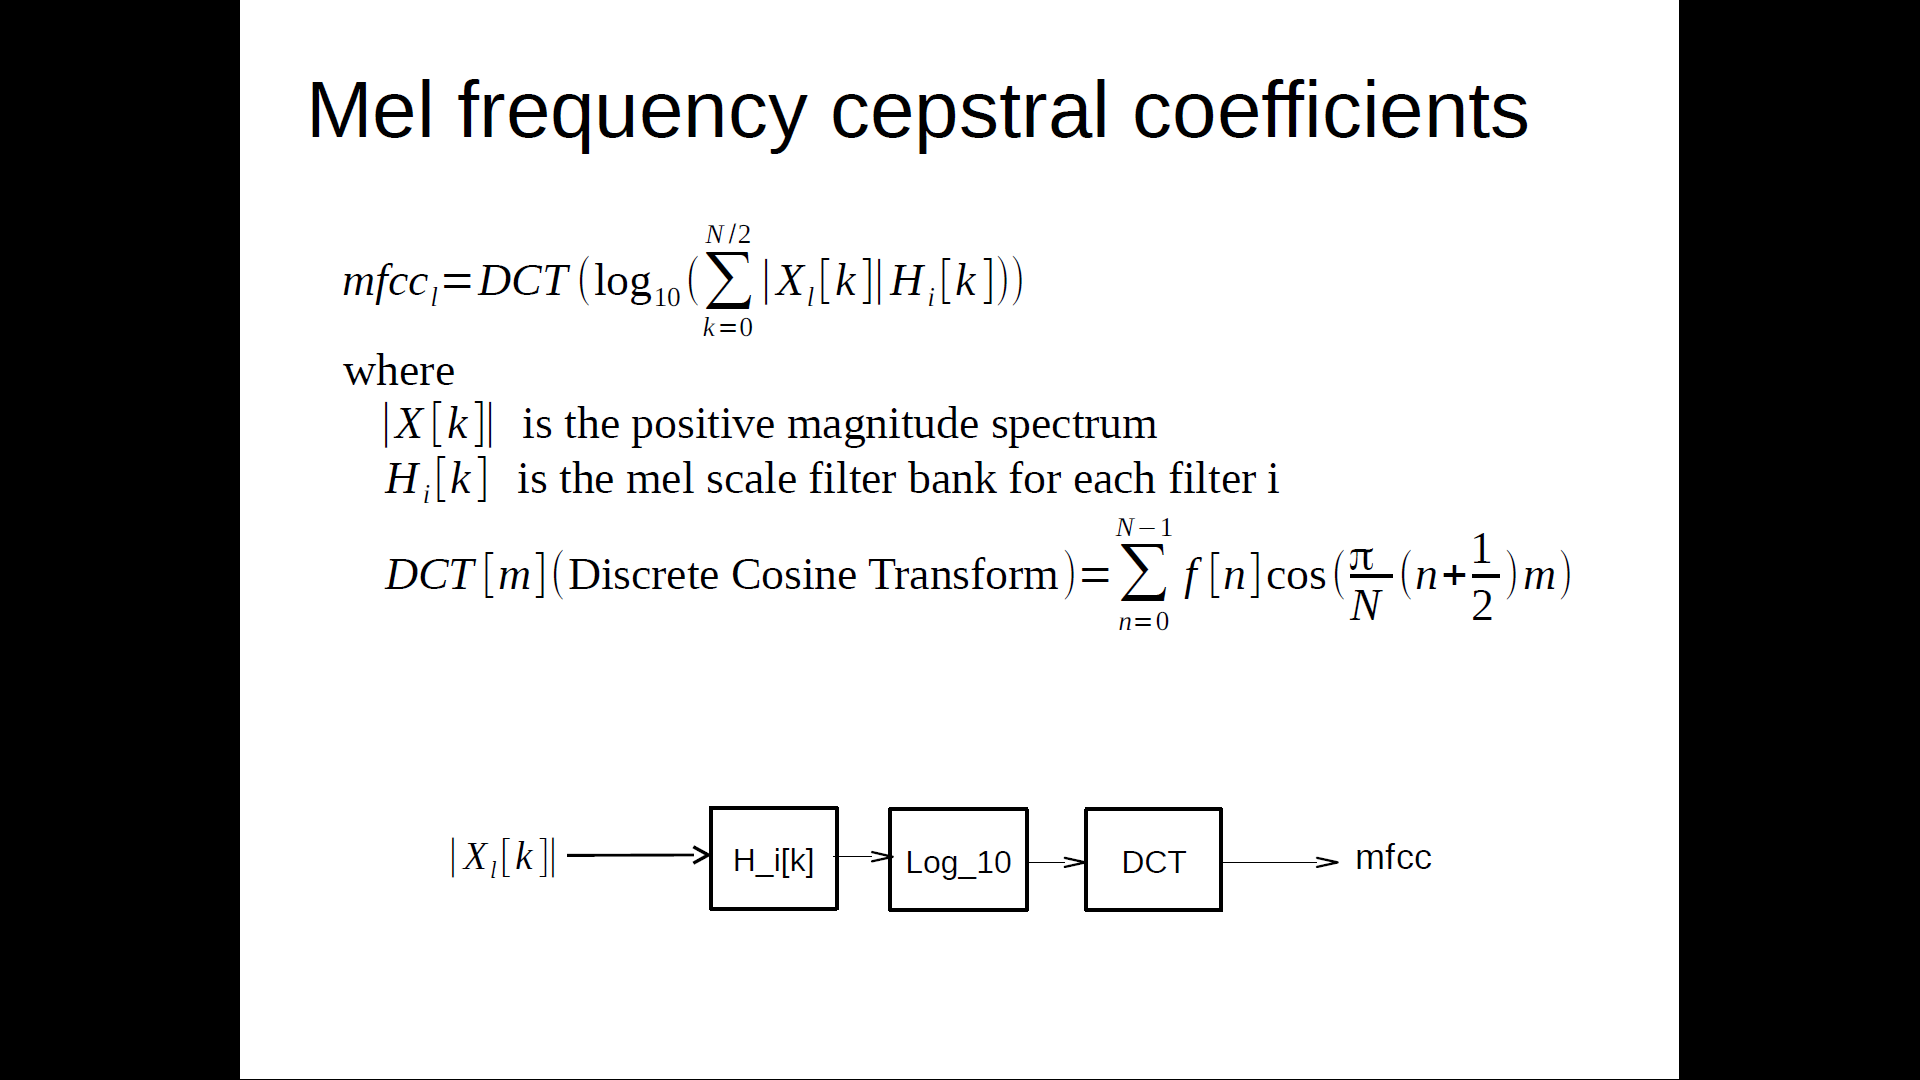 Mel frequency cepstral coefficients
mfcc_l = DCT(log_10(∑_{k=0}^{N/2} |X_l[k]| H_i[k]))
where
|X[k]| is the positive magnitude spectrum
H_i[k] is the mel scale filter bank for each filter i
DCT[m](Discrete Cosine Transform) = ∑_{n=0}^{N−1} f[n] cos(π/N (n+1/2) m)
|X_l[k]| H_i[k] Log_10 DCT mfcc